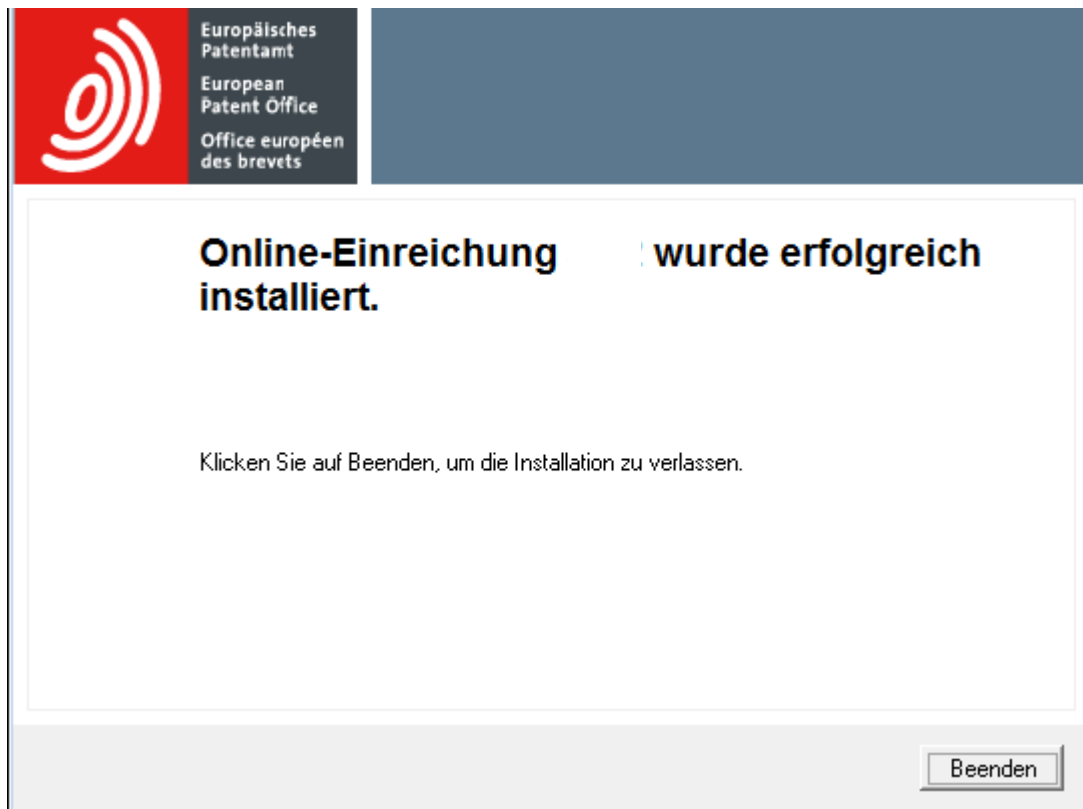 Europäisches
Patentamt
European
Patent Office
Office européen
des brevets
Online-Einreichung wurde erfolgreich
installiert.
Klicken Sie auf Beenden, um die Installation zu verlassen.
Beenden